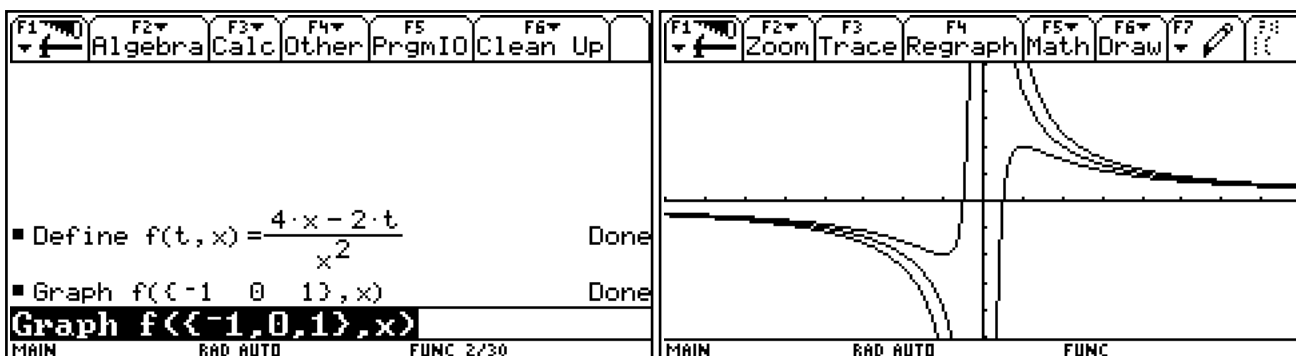 F1 F2 F3 F4 F5 F6
Algebra Calc Other PrgmIO Clean Up
▪Define f(t,x)=(4·x − 2·t)/x² Done
▪Graph f({⁻1 0 1},x) Done
Graph f({⁻1,0,1},x)
MAIN RAD AUTO FUNC 2/30
F1 F2 F3 F4 F5 F6 F7
Zoom Trace Regraph Math Draw
MAIN RAD AUTO FUNC